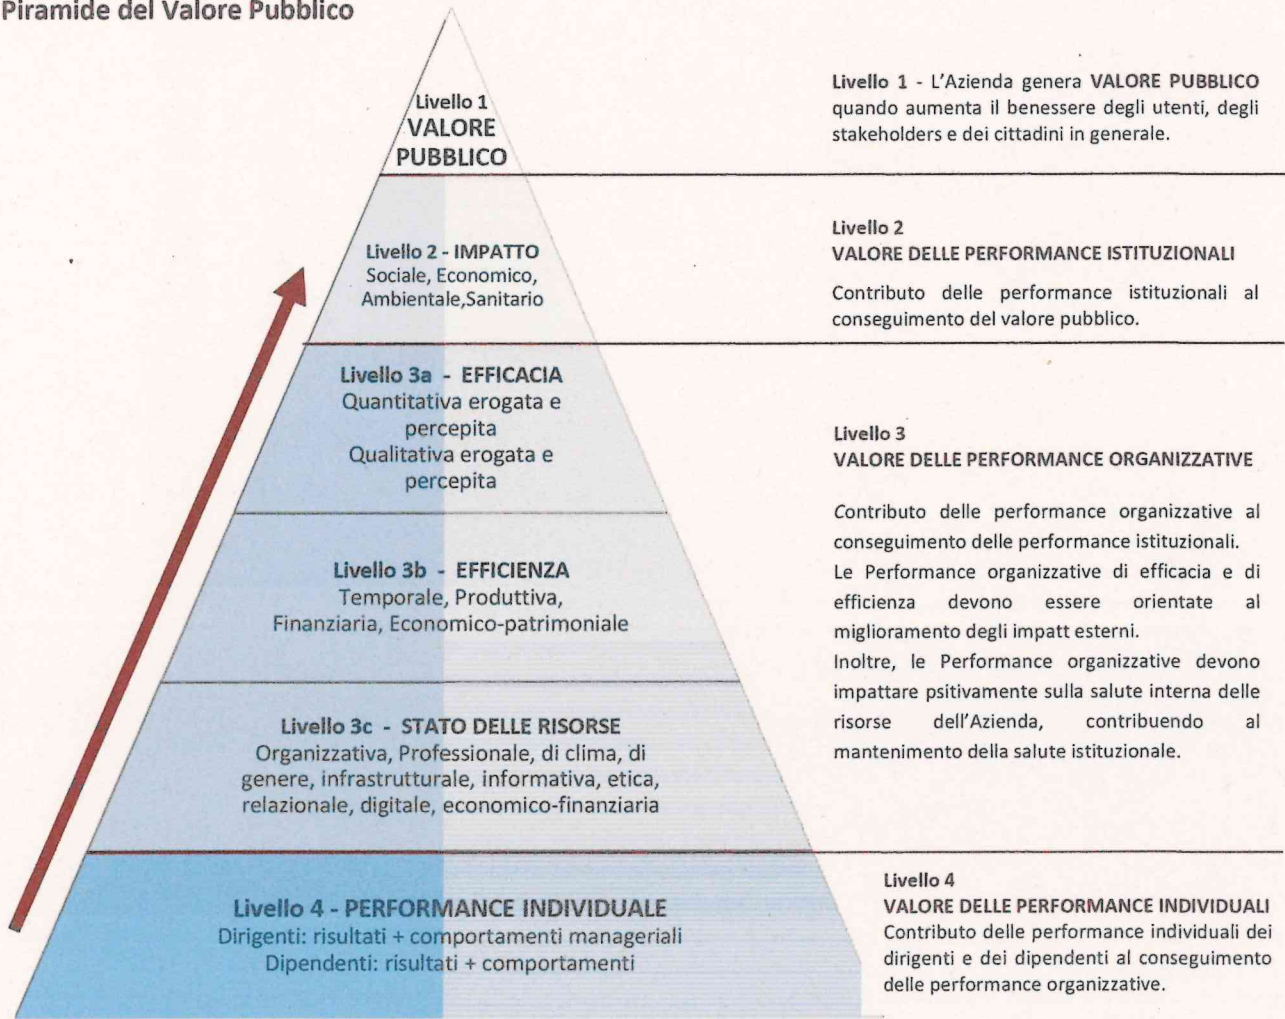 Piramide del Valore Pubblico
Livello 1
VALORE
PUBBLICO
Livello 2 - IMPATTO
Sociale, Economico,
Ambientale,Sanitario
Livello 3a - EFFICACIA
Quantitativa erogata e
percepita
Qualitativa erogata e
percepita
Livello 3b - EFFICIENZA
Temporale, Produttiva,
Finanziaria, Economico-patrimoniale
Livello 3c - STATO DELLE RISORSE
Organizzativa, Professionale, di clima, di
genere, infrastrutturale, informativa, etica,
relazionale, digitale, economico-finanziaria
Livello 4 - PERFORMANCE INDIVIDUALE
Dirigenti: risultati + comportamenti manageriali
Dipendenti: risultati + comportamenti
Livello 1 - L'Azienda genera VALORE PUBBLICO
quando aumenta il benessere degli utenti, degli
stakeholders e dei cittadini in generale.
Livello 2
VALORE DELLE PERFORMANCE ISTITUZIONALI
Contributo delle performance istituzionali al
conseguimento del valore pubblico.
Livello 3
VALORE DELLE PERFORMANCE ORGANIZZATIVE
Contributo delle performance organizzative al
conseguimento delle performance istituzionali.
Le Performance organizzative di efficacia e di
efficienza devono essere orientate al
miglioramento degli impatt esterni.
Inoltre, le Performance organizzative devono
impattare psitivamente sulla salute interna delle
risorse dell'Azienda, contribuendo al
mantenimento della salute istituzionale.
Livello 4
VALORE DELLE PERFORMANCE INDIVIDUALI
Contributo delle performance individuali dei
dirigenti e dei dipendenti al conseguimento
delle performance organizzative.